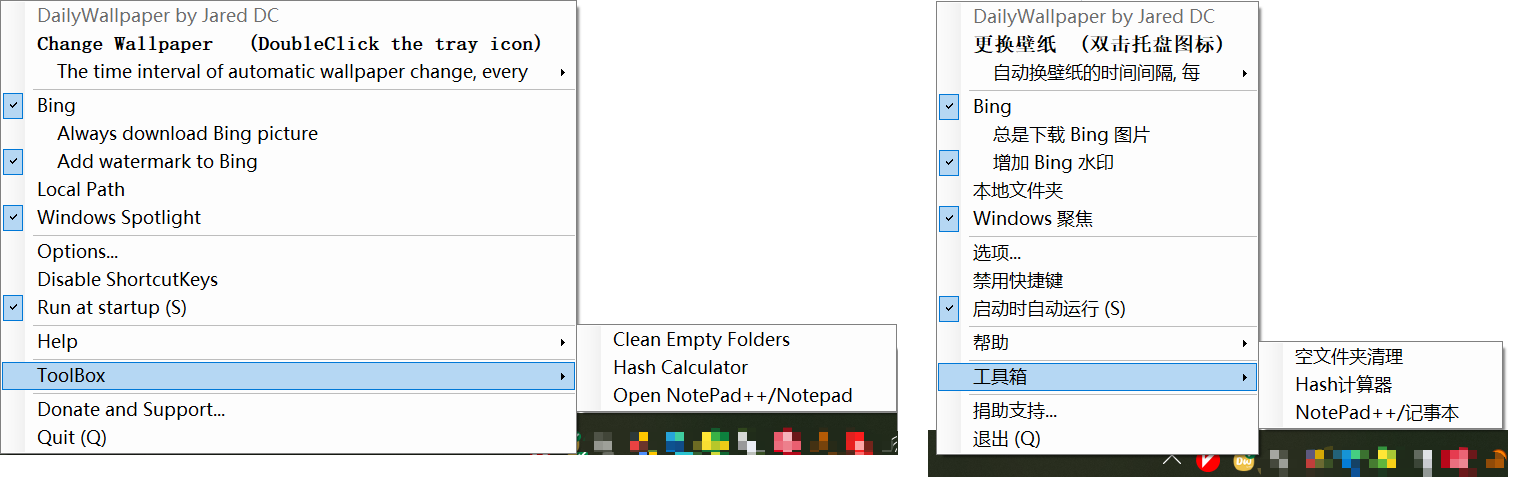 DailyWallpaper by Jared DC
Change Wallpaper (DoubleClick the tray icon)
The time interval of automatic wallpaper change, every
Bing
Always download Bing picture
Add watermark to Bing
Local Path
Windows Spotlight
Options...
Disable ShortcutKeys
Run at startup (S)
Help
ToolBox
Donate and Support...
Quit (Q)
Clean Empty Folders
Hash Calculator
Open NotePad++/Notepad
DailyWallpaper by Jared DC
更换壁纸 (双击托盘图标)
自动换壁纸的时间间隔, 每
Bing
总是下载 Bing 图片
增加 Bing 水印
本地文件夹
Windows 聚焦
选项...
禁用快捷键
启动时自动运行 (S)
帮助
工具箱
捐助支持...
退出 (Q)
空文件夹清理
Hash计算器
NotePad++/记事本
DW